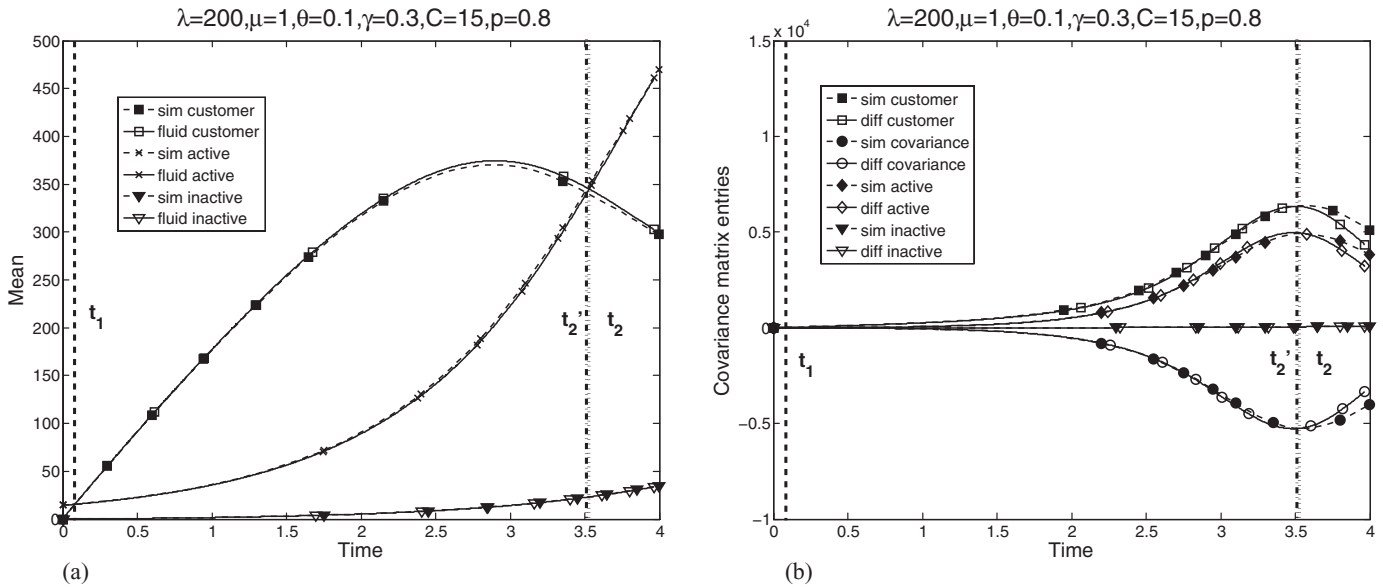 λ=200,μ=1,θ=0.1,γ=0.3,C=15,p=0.8
500
450
400
350
300
250
200
150
100
50
0
Mean
sim customer
fluid customer
sim active
fluid active
sim inactive
fluid inactive
t1
t2'
t2
0 0.5 1 1.5 2 2.5 3 3.5 4
Time
(a)
λ=200,μ=1,θ=0.1,γ=0.3,C=15,p=0.8
x 10^4
1.5
1
0.5
0
−0.5
−1
Covariance matrix entries
sim customer
diff customer
sim covariance
diff covariance
sim active
diff active
sim inactive
diff inactive
t1
t2'
t2
0 0.5 1 1.5 2 2.5 3 3.5 4
Time
(b)